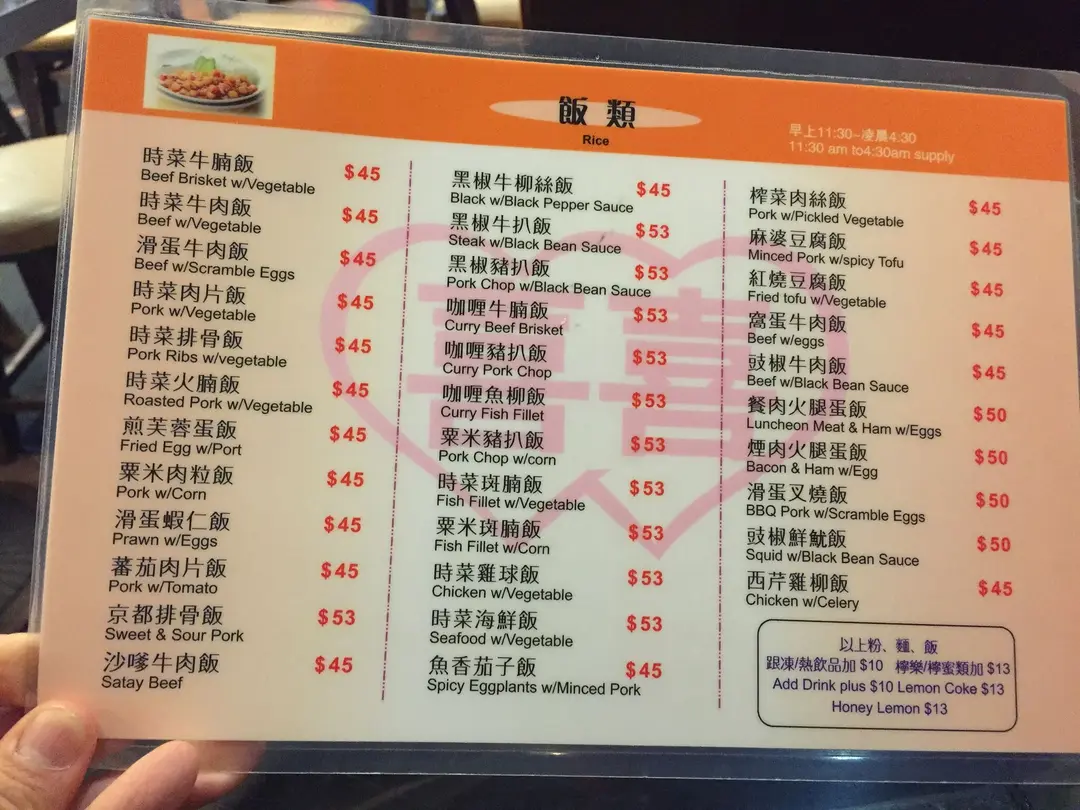 飯類
Rice
早上11:30~凌晨4:30
11:30 am to4:30am supply
時菜牛腩飯 $45
Beef Brisket w/Vegetable
時菜牛肉飯 $45
Beef w/Vegetable
滑蛋牛肉飯 $45
Beef w/Scramble Eggs
時菜肉片飯 $45
Pork w/Vegetable
時菜排骨飯 $45
Pork Ribs w/vegetable
時菜火腩飯 $45
Roasted Pork w/Vegetable
煎芙蓉蛋飯 $45
Fried Egg w/Port
粟米肉粒飯 $45
Pork w/Corn
滑蛋蝦仁飯 $45
Prawn w/Eggs
蕃茄肉片飯 $45
Pork w/Tomato
京都排骨飯 $53
Sweet & Sour Pork
沙嗲牛肉飯 $45
Satay Beef
黑椒牛柳絲飯 $45
Black w/Black Pepper Sauce
黑椒牛扒飯 $53
Steak w/Black Bean Sauce
黑椒豬扒飯 $53
Pork Chop w/Black Bean Sauce
咖喱牛腩飯 $53
Curry Beef Brisket
咖喱豬扒飯 $53
Curry Pork Chop
咖喱魚柳飯 $53
Curry Fish Fillet
粟米豬扒飯 $53
Pork Chop w/corn
時菜斑腩飯 $53
Fish Fillet w/Vegetable
粟米斑腩飯 $53
Fish Fillet w/Corn
時菜雞球飯 $53
Chicken w/Vegetable
時菜海鮮飯 $53
Seafood w/Vegetable
魚香茄子飯 $45
Spicy Eggplants w/Minced Pork
榨菜肉絲飯 $45
Pork w/Pickled Vegetable
麻婆豆腐飯 $45
Minced Pork w/spicy Tofu
紅燒豆腐飯 $45
Fried tofu w/Vegetable
窩蛋牛肉飯 $45
Beef w/eggs
豉椒牛肉飯 $45
Beef w/Black Bean Sauce
餐肉火腿蛋飯 $50
Luncheon Meat & Ham w/Eggs
煙肉火腿蛋飯 $50
Bacon & Ham w/Egg
滑蛋叉燒飯 $50
BBQ Pork w/Scramble Eggs
豉椒鮮魷飯 $50
Squid w/Black Bean Sauce
西芹雞柳飯 $45
Chicken w/Celery
以上粉、麵、飯
跟凍/熱飲品加 $10 檸樂/檸蜜類加 $13
Add Drink plus $10 Lemon Coke $13
Honey Lemon $13
囍